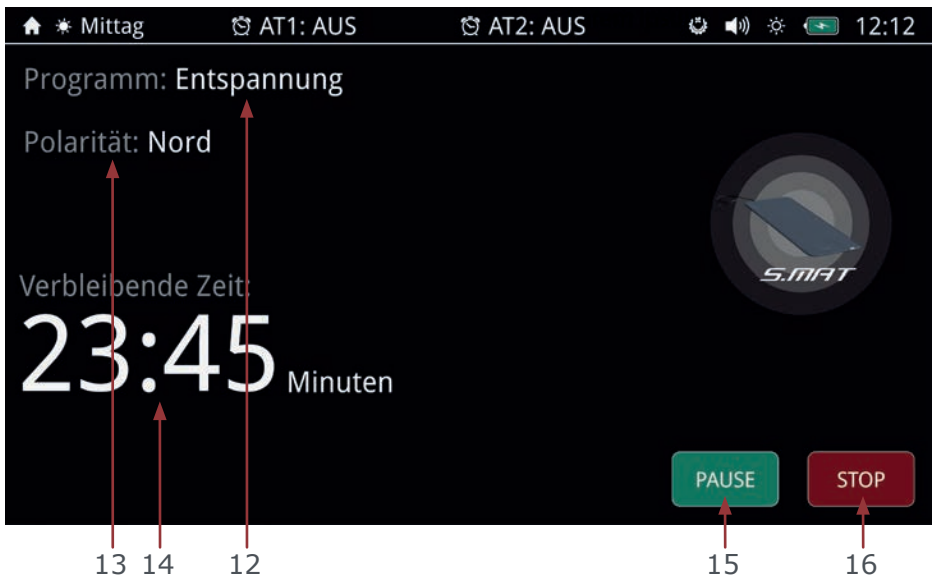 Mittag AT1: AUS AT2: AUS 12:12
Programm: Entspannung
Polarität: Nord
S.MAT
Verbleibende Zeit:
23:45 Minuten
PAUSE STOP
13 14 12 15 16